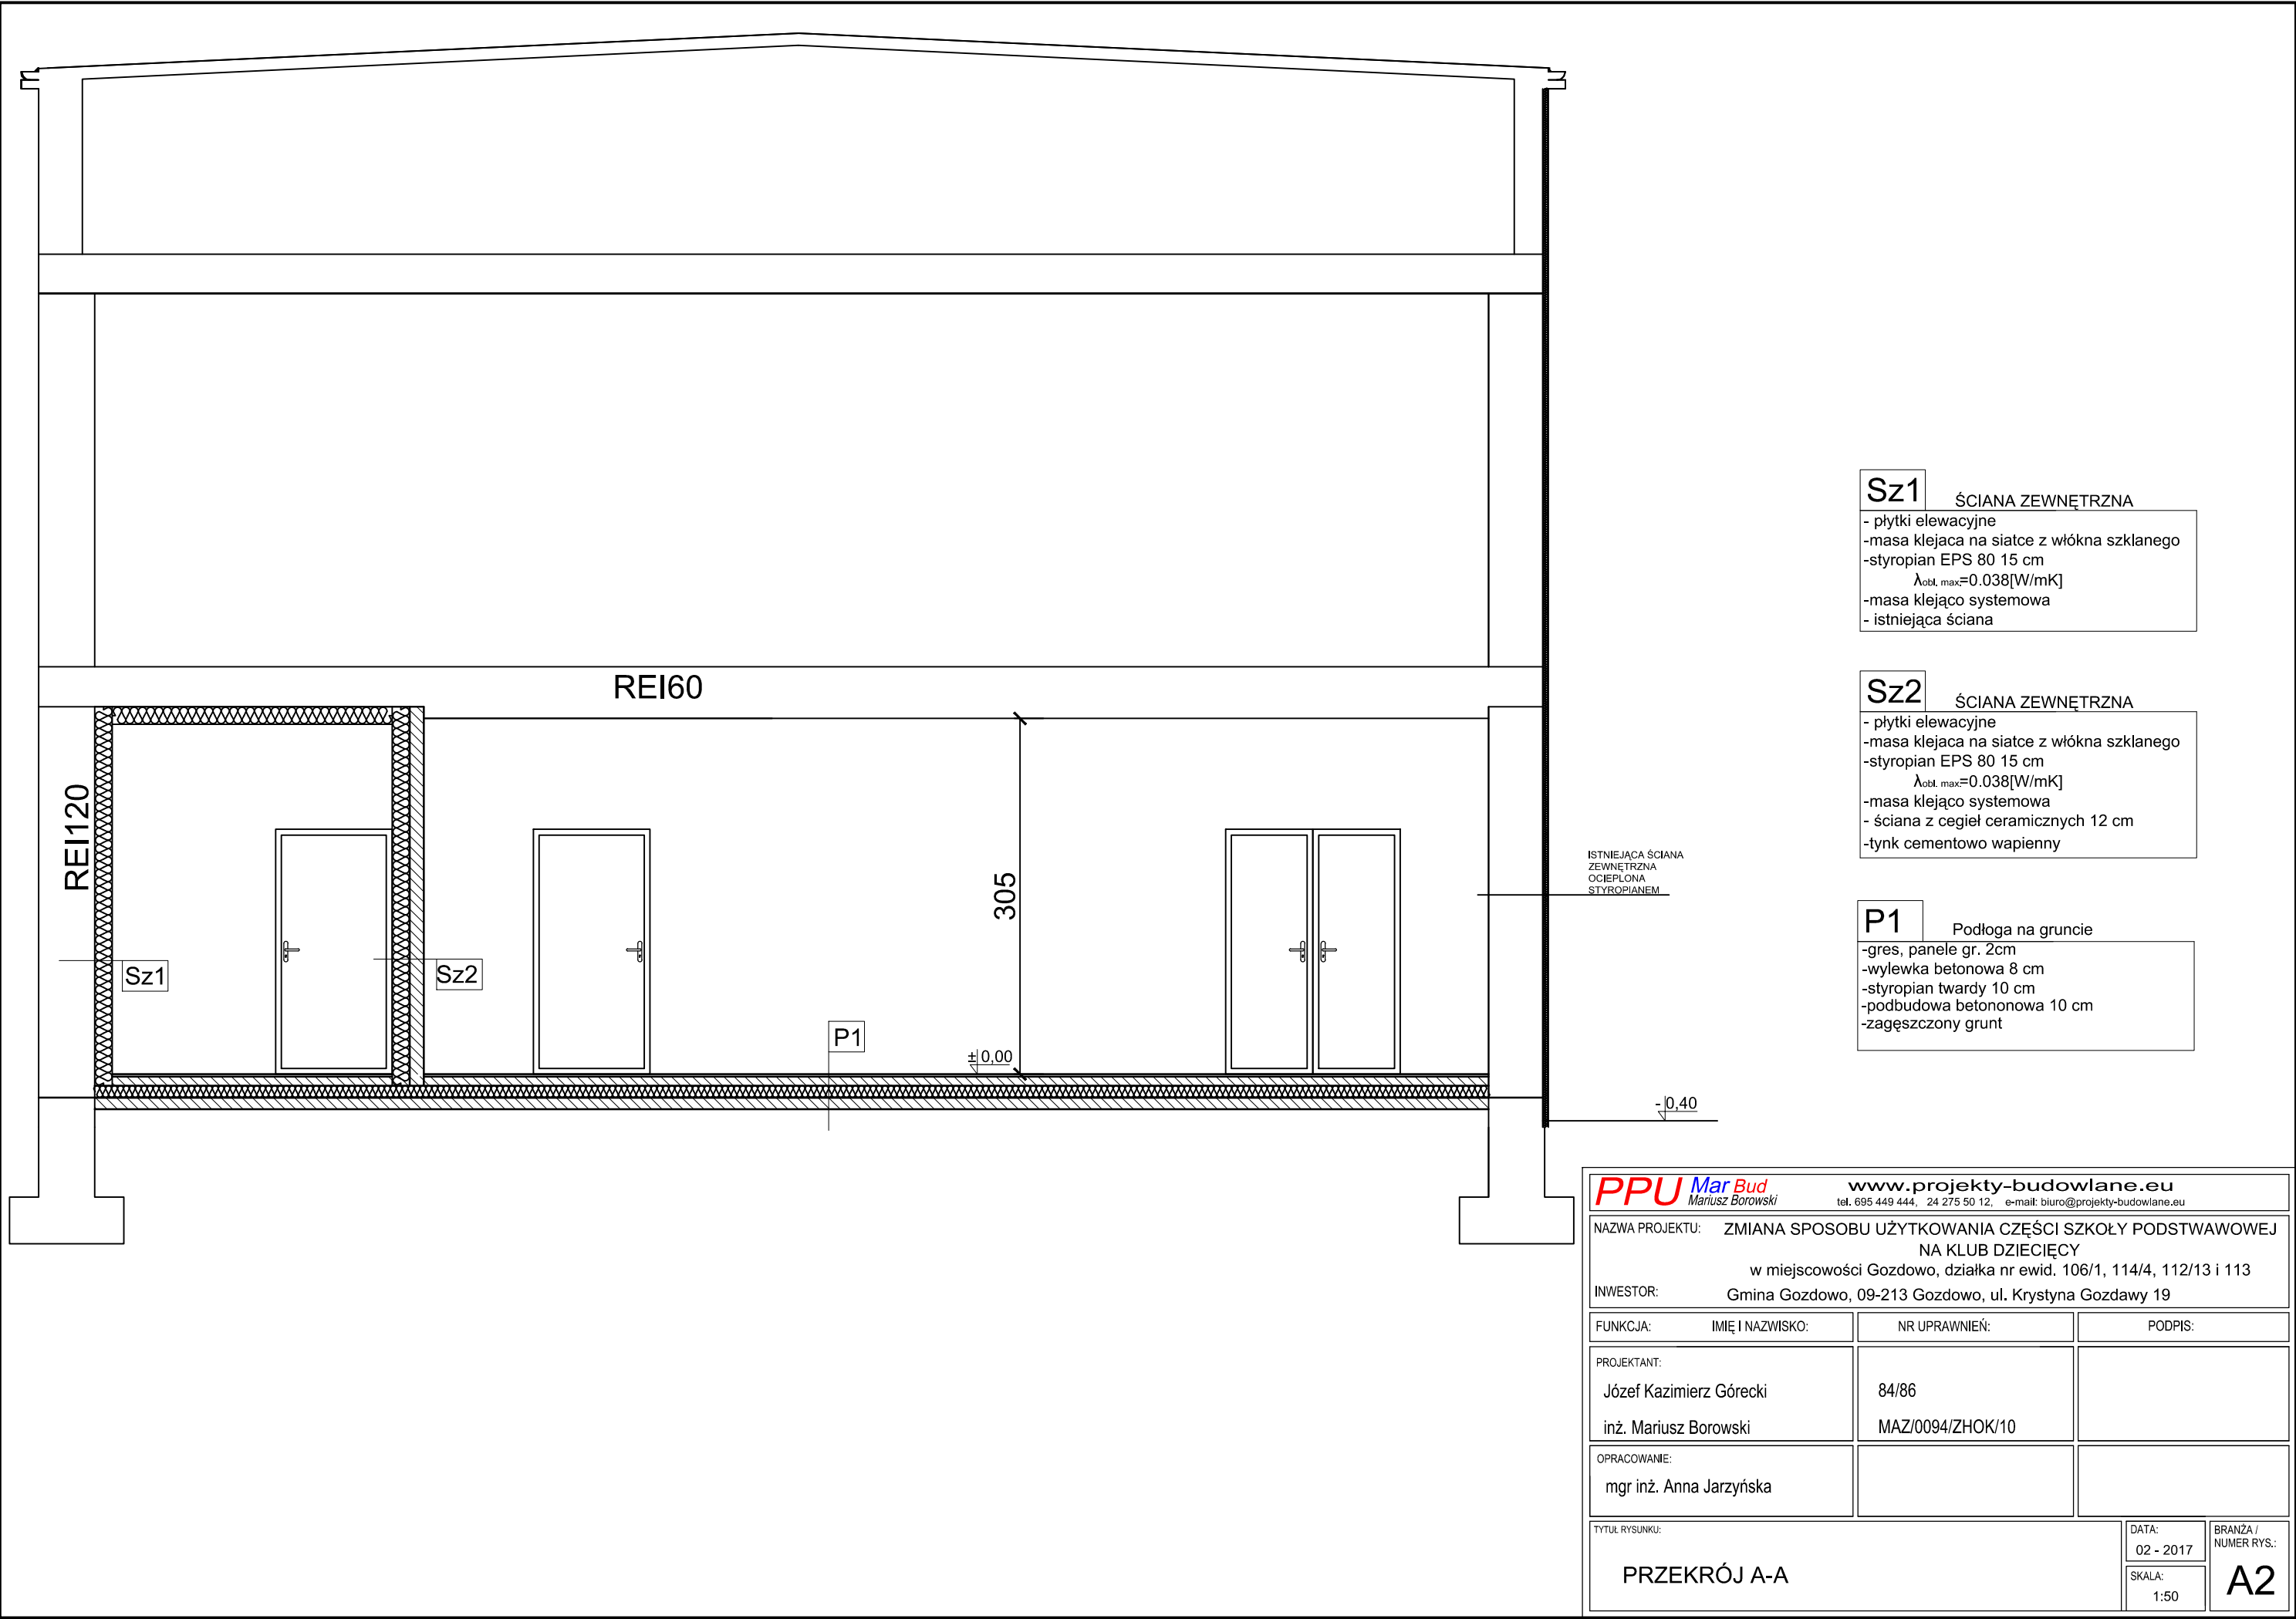 REI60
REI120
305
Sz1
Sz2
P1
± 0,00
- 0,40
ISTNIEJĄCA ŚCIANA
ZEWNĘTRZNA
OCIEPLONA
STYROPIANEM
Sz1 ŚCIANA ZEWNĘTRZNA
- płytki elewacyjne
-masa klejaca na siatce z włókna szklanego
-styropian EPS 80 15 cm
λobl. max.=0.038[W/mK]
-masa klejąco systemowa
- istniejąca ściana
Sz2 ŚCIANA ZEWNĘTRZNA
- płytki elewacyjne
-masa klejaca na siatce z włókna szklanego
-styropian EPS 80 15 cm
λobl. max.=0.038[W/mK]
-masa klejąco systemowa
- ściana z cegieł ceramicznych 12 cm
-tynk cementowo wapienny
P1 Podłoga na gruncie
-gres, panele gr. 2cm
-wylewka betonowa 8 cm
-styropian twardy 10 cm
-podbudowa betononowa 10 cm
-zagęszczony grunt
PPU Mar Bud
Mariusz Borowski
www.projekty-budowlane.eu
tel. 695 449 444, 24 275 50 12, e-mail: biuro@projekty-budowlane.eu
NAZWA PROJEKTU: ZMIANA SPOSOBU UŻYTKOWANIA CZĘŚCI SZKOŁY PODSTWAWOWEJ
NA KLUB DZIECIĘCY
w miejscowości Gozdowo, działka nr ewid. 106/1, 114/4, 112/13 i 113
INWESTOR: Gmina Gozdowo, 09-213 Gozdowo, ul. Krystyna Gozdawy 19
FUNKCJA: IMIĘ I NAZWISKO: NR UPRAWNIEŃ: PODPIS:
PROJEKTANT:
Józef Kazimierz Górecki 84/86
inż. Mariusz Borowski MAZ/0094/ZHOK/10
OPRACOWANIE:
mgr inż. Anna Jarzyńska
TYTUŁ RYSUNKU:
PRZEKRÓJ A-A
DATA:
02 - 2017
SKALA:
1:50
BRANŻA /
NUMER RYS.:
A2